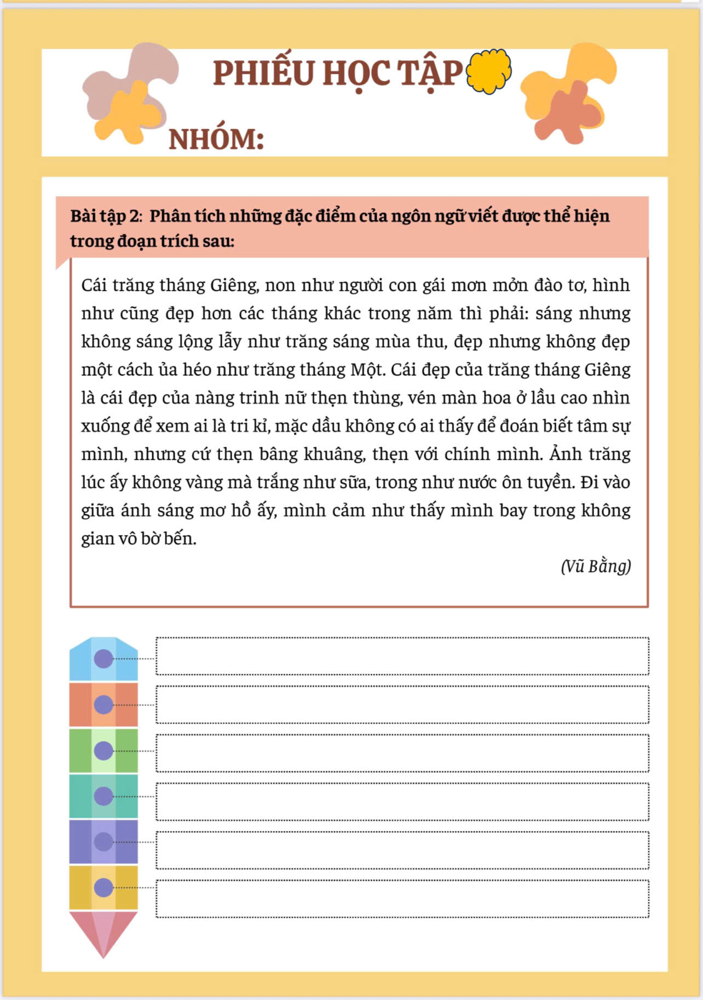 PHIẾU HỌC TẬP
NHÓM:
Bài tập 2: Phân tích những đặc điểm của ngôn ngữ viết được thể hiện
trong đoạn trích sau:
Cái trăng tháng Giêng, non như người con gái mơn mởn đào tơ, hình
như cũng đẹp hơn các tháng khác trong năm thì phải: sáng nhưng
không sáng lộng lẫy như trăng sáng mùa thu, đẹp nhưng không đẹp
một cách ủa héo như trăng tháng Một. Cái đẹp của trăng tháng Giêng
là cái đẹp của nàng trinh nữ thẹn thùng, vén màn hoa ở lầu cao nhìn
xuống để xem ai là tri kỉ, mặc dầu không có ai thấy để đoán biết tâm sự
mình, nhưng cứ thẹn bâng khuâng, thẹn với chính mình. Ảnh trăng
lúc ấy không vàng mà trắng như sữa, trong như nước ôn tuyền. Đi vào
giữa ánh sáng mơ hồ ấy, mình cảm như thấy mình bay trong không
gian vô bờ bến.
(Vũ Bằng)